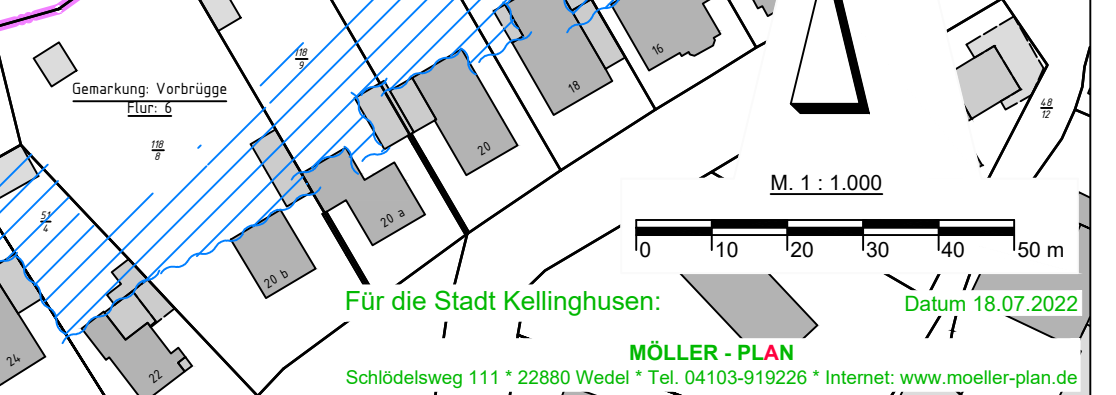 118
9
16
18
Gemarkung: Vorbrügge
Flur: 6
48
12
118
8
20
M. 1 : 1.000
51
4
20 a
0 10 20 30 40 50 m
20 b
Für die Stadt Kellinghusen:
Datum 18.07.2022
24
22
MÖLLER - PLAN
Schlödelsweg 111 * 22880 Wedel * Tel. 04103-919226 * Internet: www.moeller-plan.de